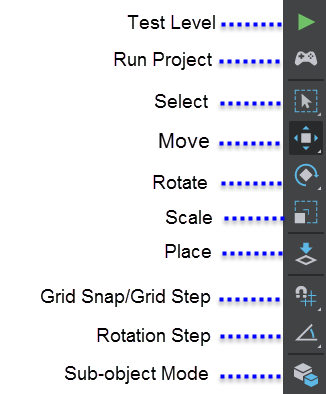 Test Level
Run Project
Select
Move
Rotate
Scale
Place
Grid Snap/Grid Step
Rotation Step
Sub-object Mode